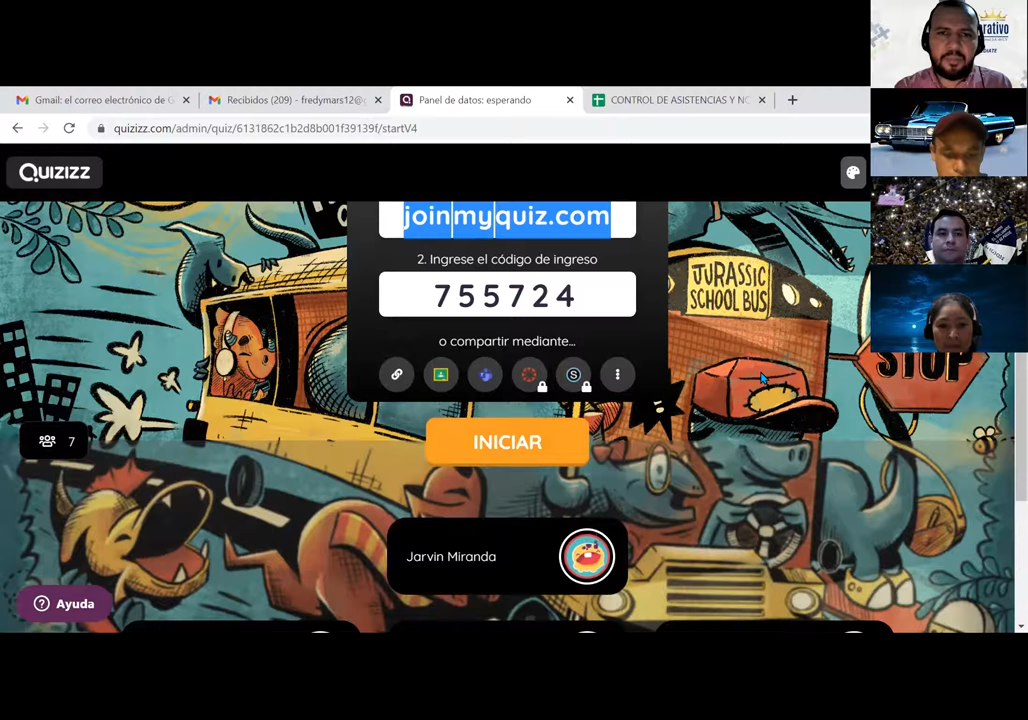 Gmail: el correo electrónico de G
Recibidos (209) - fredymars12@g
Panel de datos: esperando
CONTROL DE ASISTENCIAS Y NO
quizizz.com/admin/quiz/6131862c1b2d8b001f39139f/startV4
Quizizz
joinmyquiz.com
2. Ingrese el código de ingreso
755724
o compartir mediante...
JURASSIC
SCHOOL BUS
STOP
7
INICIAR
Jarvin Miranda
Ayuda